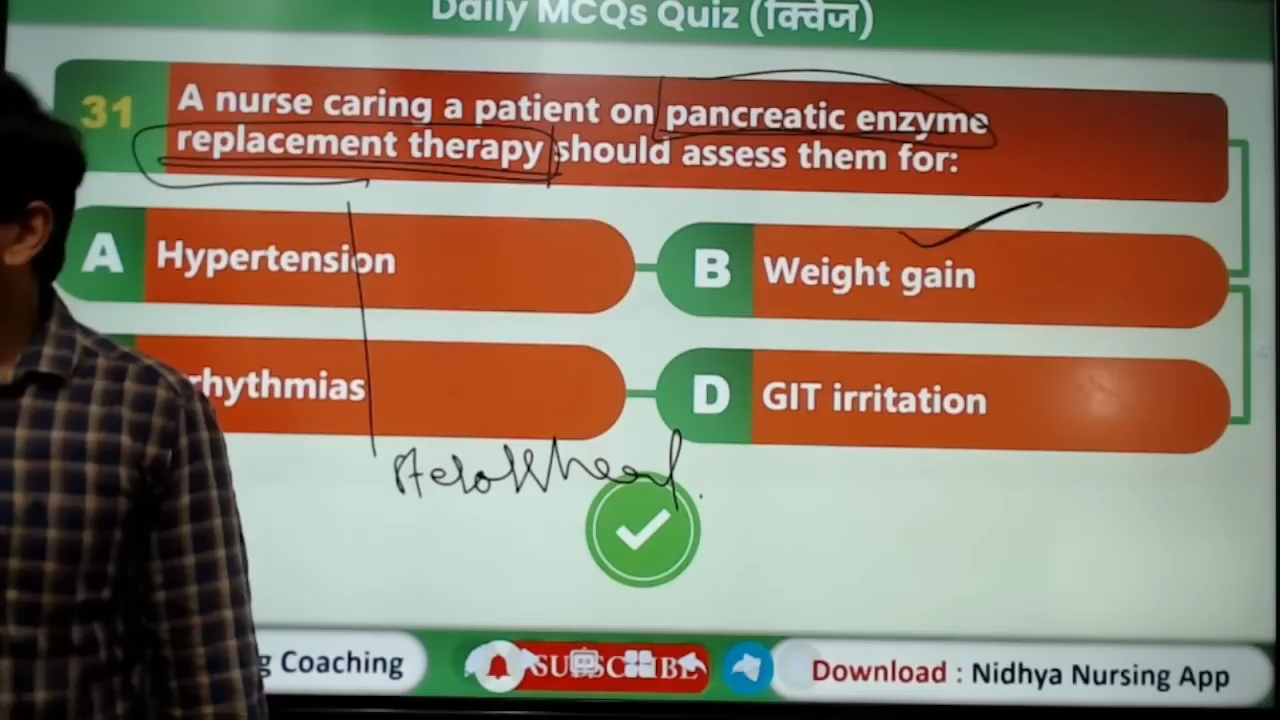 Daily MCQs Quiz (क्विज)
31
A nurse caring a patient on pancreatic enzyme
replacement therapy should assess them for:
A Hypertension
B Weight gain
rhythmias
D GIT irritation
g Coaching
SUBSCRIBE
Download : Nidhya Nursing App